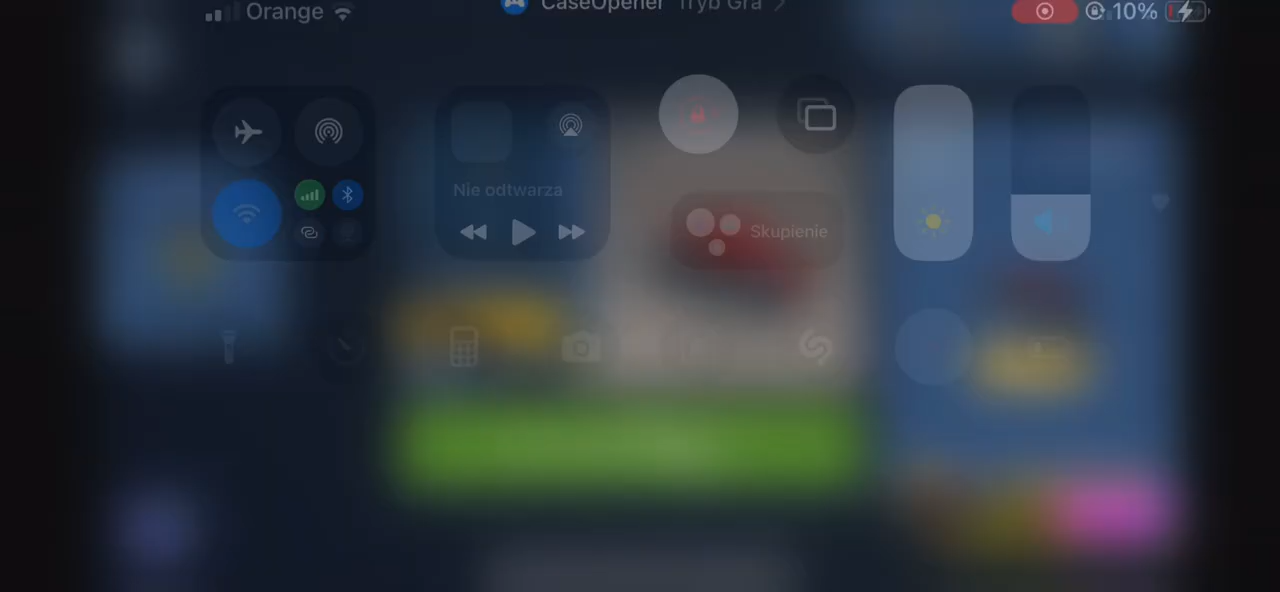 Orange
CaseOpener Tryb Gra
10%
Nie odtwarza
Skupienie